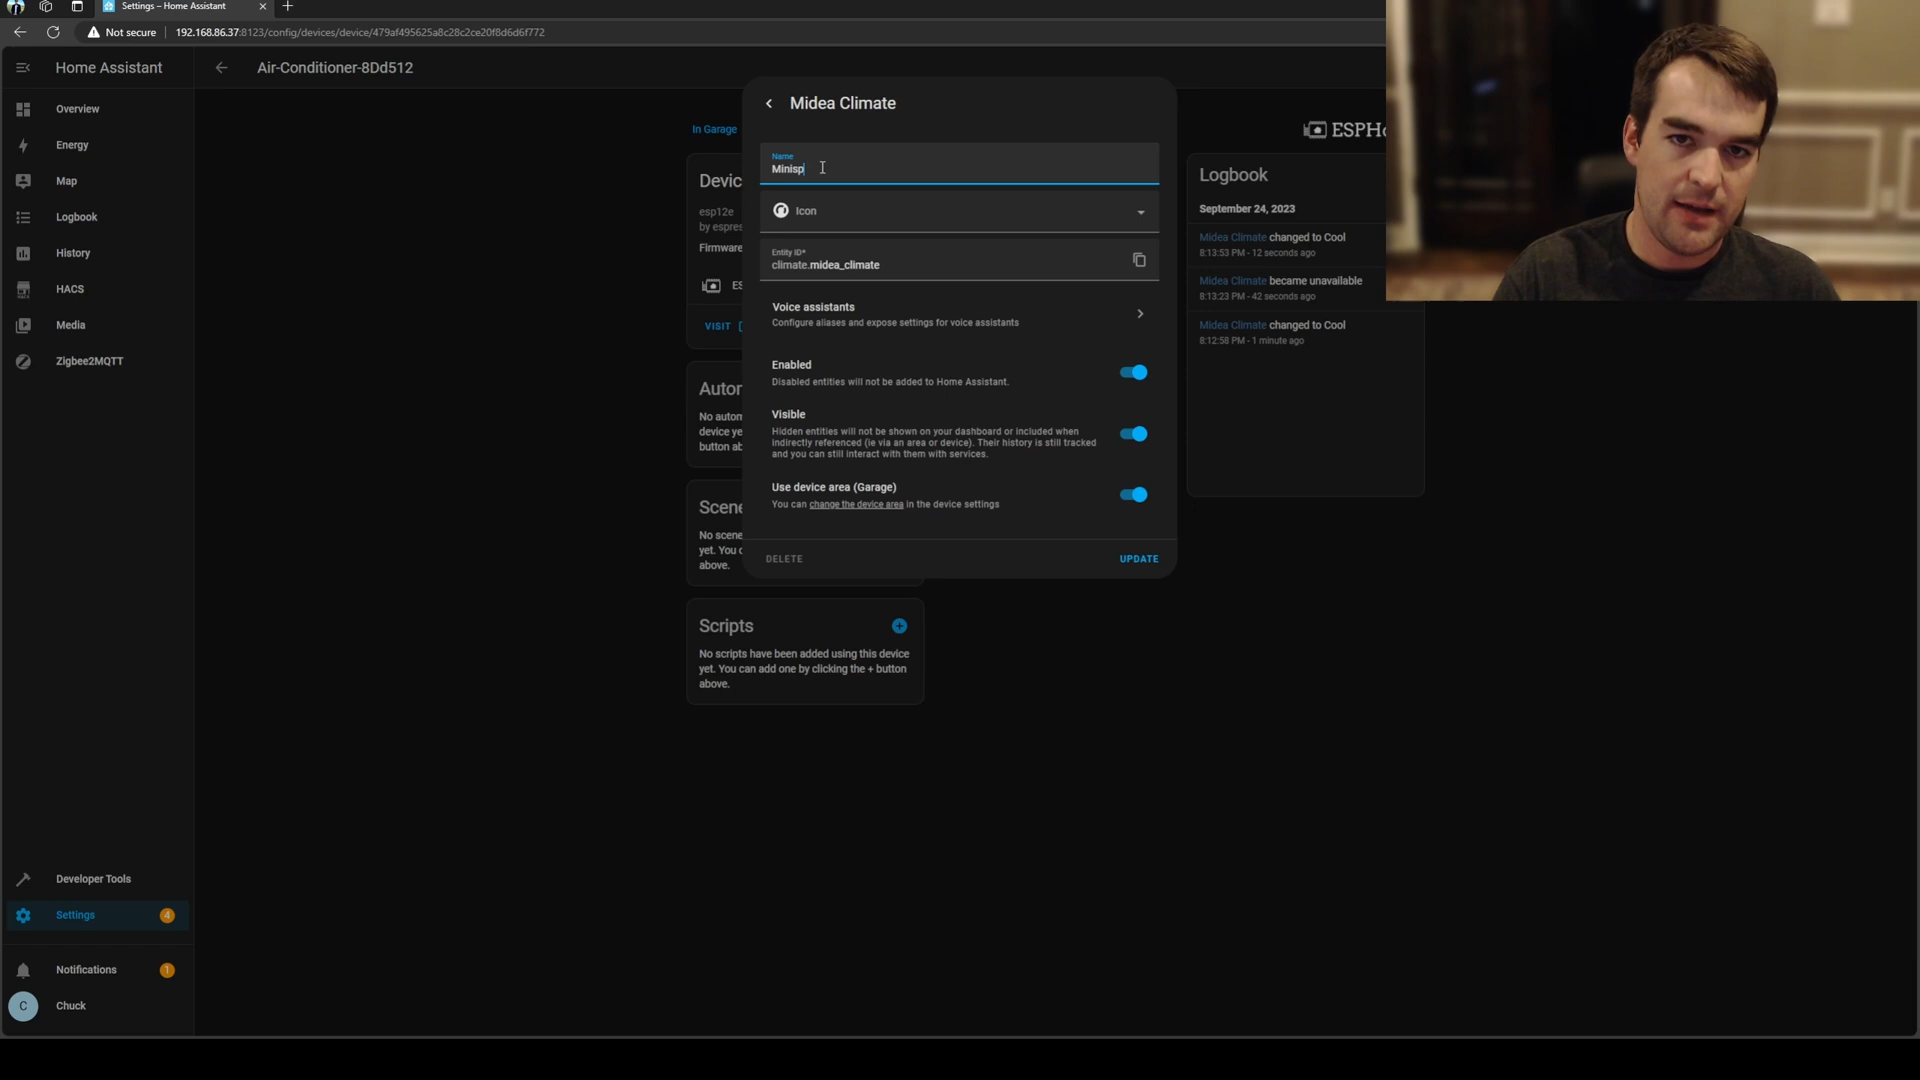 Settings – Home Assistant
Not secure
192.168.86.37:8123/config/devices/device/479af495625a8c28c2ce20f8d6d6f772
Home Assistant
Air-Conditioner-8Dd512
Overview
Energy
Map
Logbook
History
HACS
Media
Zigbee2MQTT
Developer Tools
Settings
4
Notifications
1
C
Chuck
In Garage
Devic
esp12e
by espres
Firmware
ES
VISIT
Autor
No autom
device ye
button ab
Scene
No scene
yet. You c
above.
Scripts
No scripts have been added using this device
yet. You can add one by clicking the + button
above.
Midea Climate
Name
Minisp
Icon
Entity ID*
climate.midea_climate
Voice assistants
Configure aliases and expose settings for voice assistants
Enabled
Disabled entities will not be added to Home Assistant.
Visible
Hidden entities will not be shown on your dashboard or included when
indirectly referenced (ie via an area or device). Their history is still tracked
and you can still interact with them with services.
Use device area (Garage)
You can change the device area in the device settings
DELETE
UPDATE
ESPHo
Logbook
September 24, 2023
Midea Climate changed to Cool
8:13:53 PM - 12 seconds ago
Midea Climate became unavailable
8:13:23 PM - 42 seconds ago
Midea Climate changed to Cool
8:12:58 PM - 1 minute ago